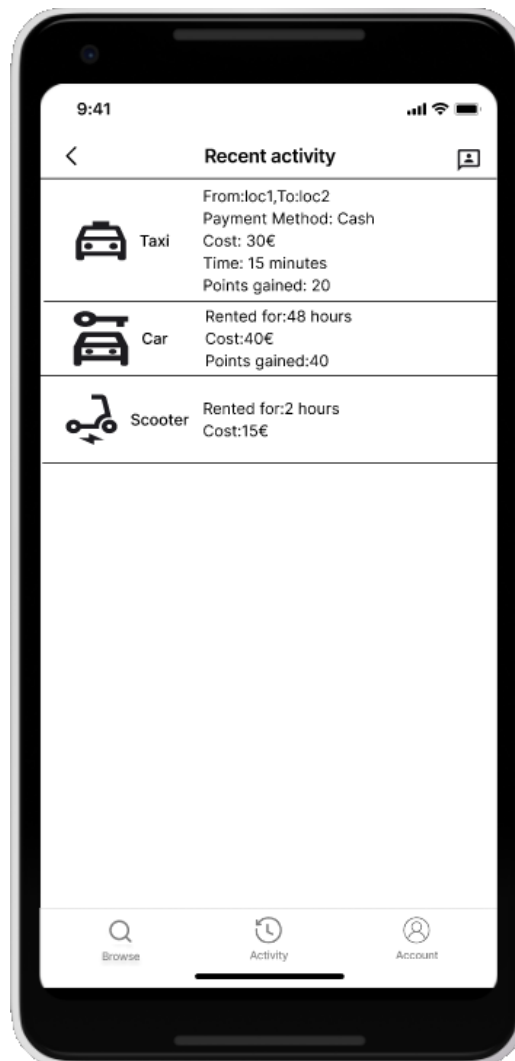 9:41
Recent activity
Taxi
From:loc1,To:loc2
Payment Method: Cash
Cost: 30€
Time: 15 minutes
Points gained: 20
Car
Rented for:48 hours
Cost:40€
Points gained:40
Scooter
Rented for:2 hours
Cost:15€
Browse
Activity
Account